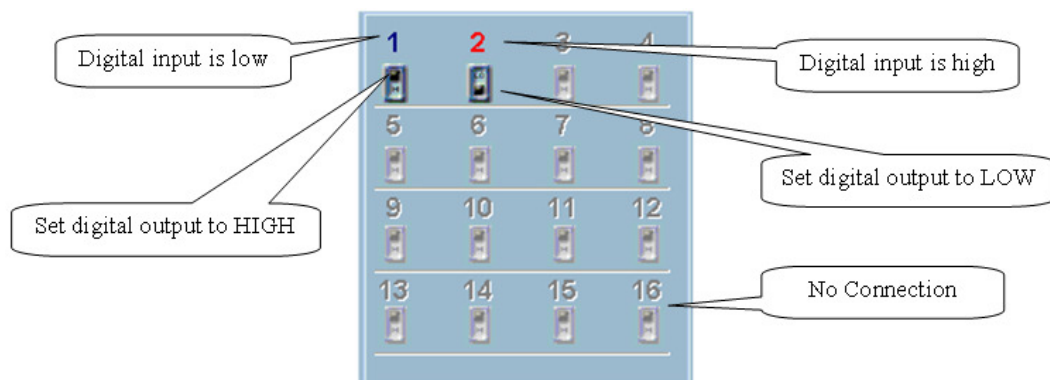 Digital input is low
1 2 3 4
Digital input is high
5 6 7 8
Set digital output to LOW
Set digital output to HIGH
9 10 11 12
13 14 15 16
No Connection